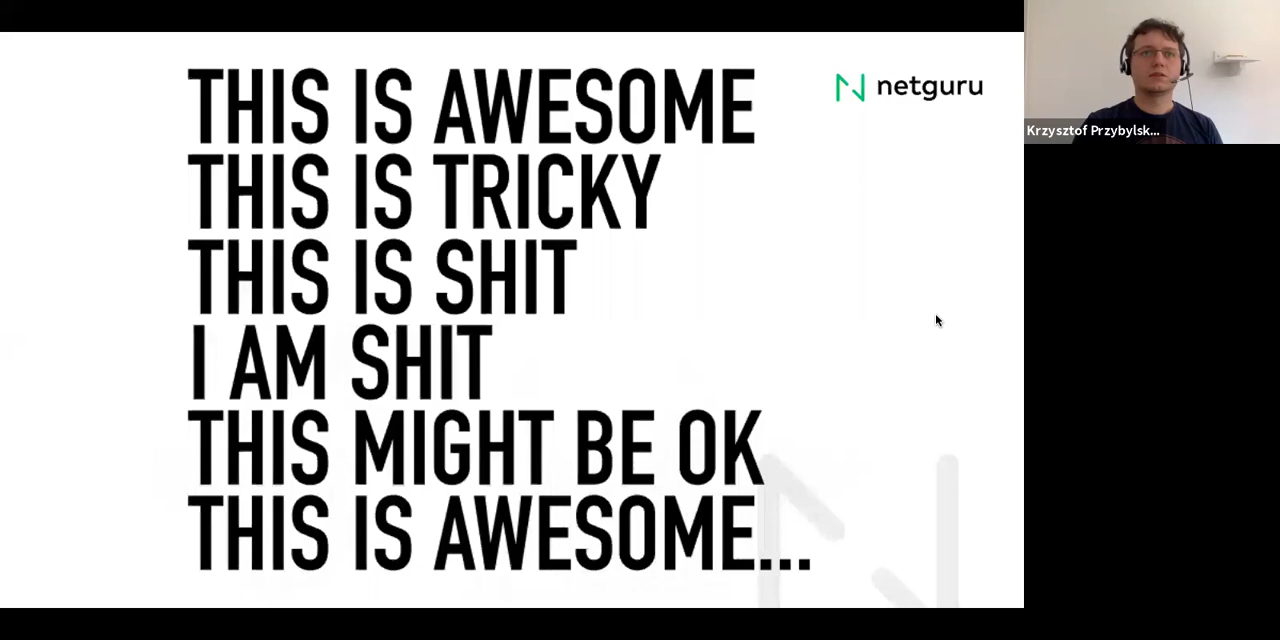 THIS IS AWESOME
THIS IS TRICKY
THIS IS SHIT
I AM SHIT
THIS MIGHT BE OK
THIS IS AWESOME...
netguru
Krzysztof Przybylsk...